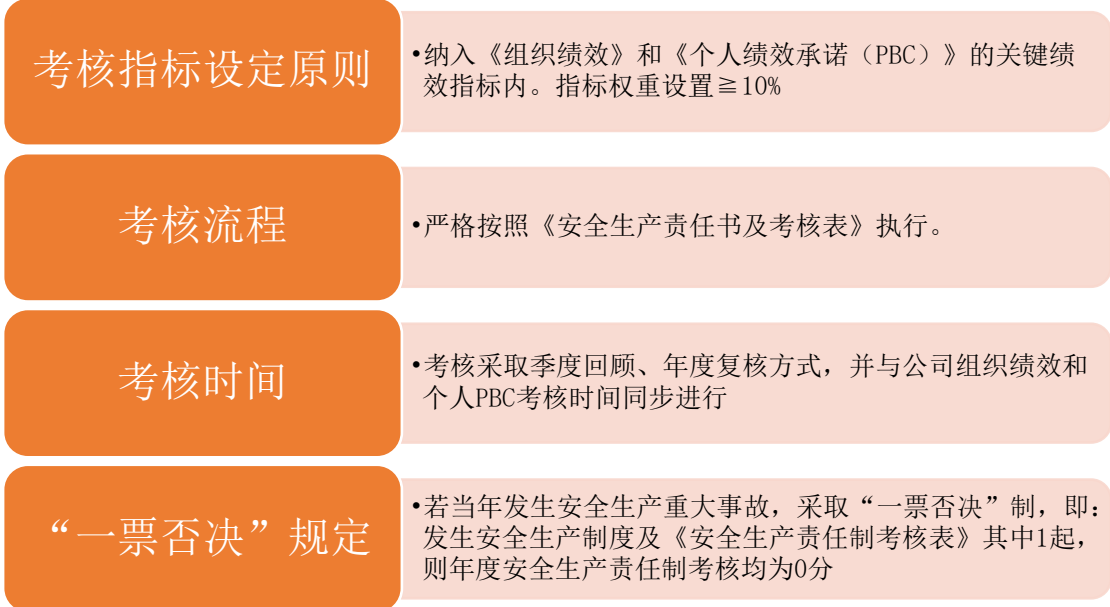 考核指标设定原则
•纳入《组织绩效》和《个人绩效承诺（PBC）》的关键绩
效指标内。指标权重设置≧10%
考核流程
•严格按照《安全生产责任书及考核表》执行。
考核时间
•考核采取季度回顾、年度复核方式，并与公司组织绩效和
个人PBC考核时间同步进行
“一票否决”规定
•若当年发生安全生产重大事故，采取“一票否决”制，即：
发生安全生产制度及《安全生产责任制考核表》其中1起，
则年度安全生产责任制考核均为0分